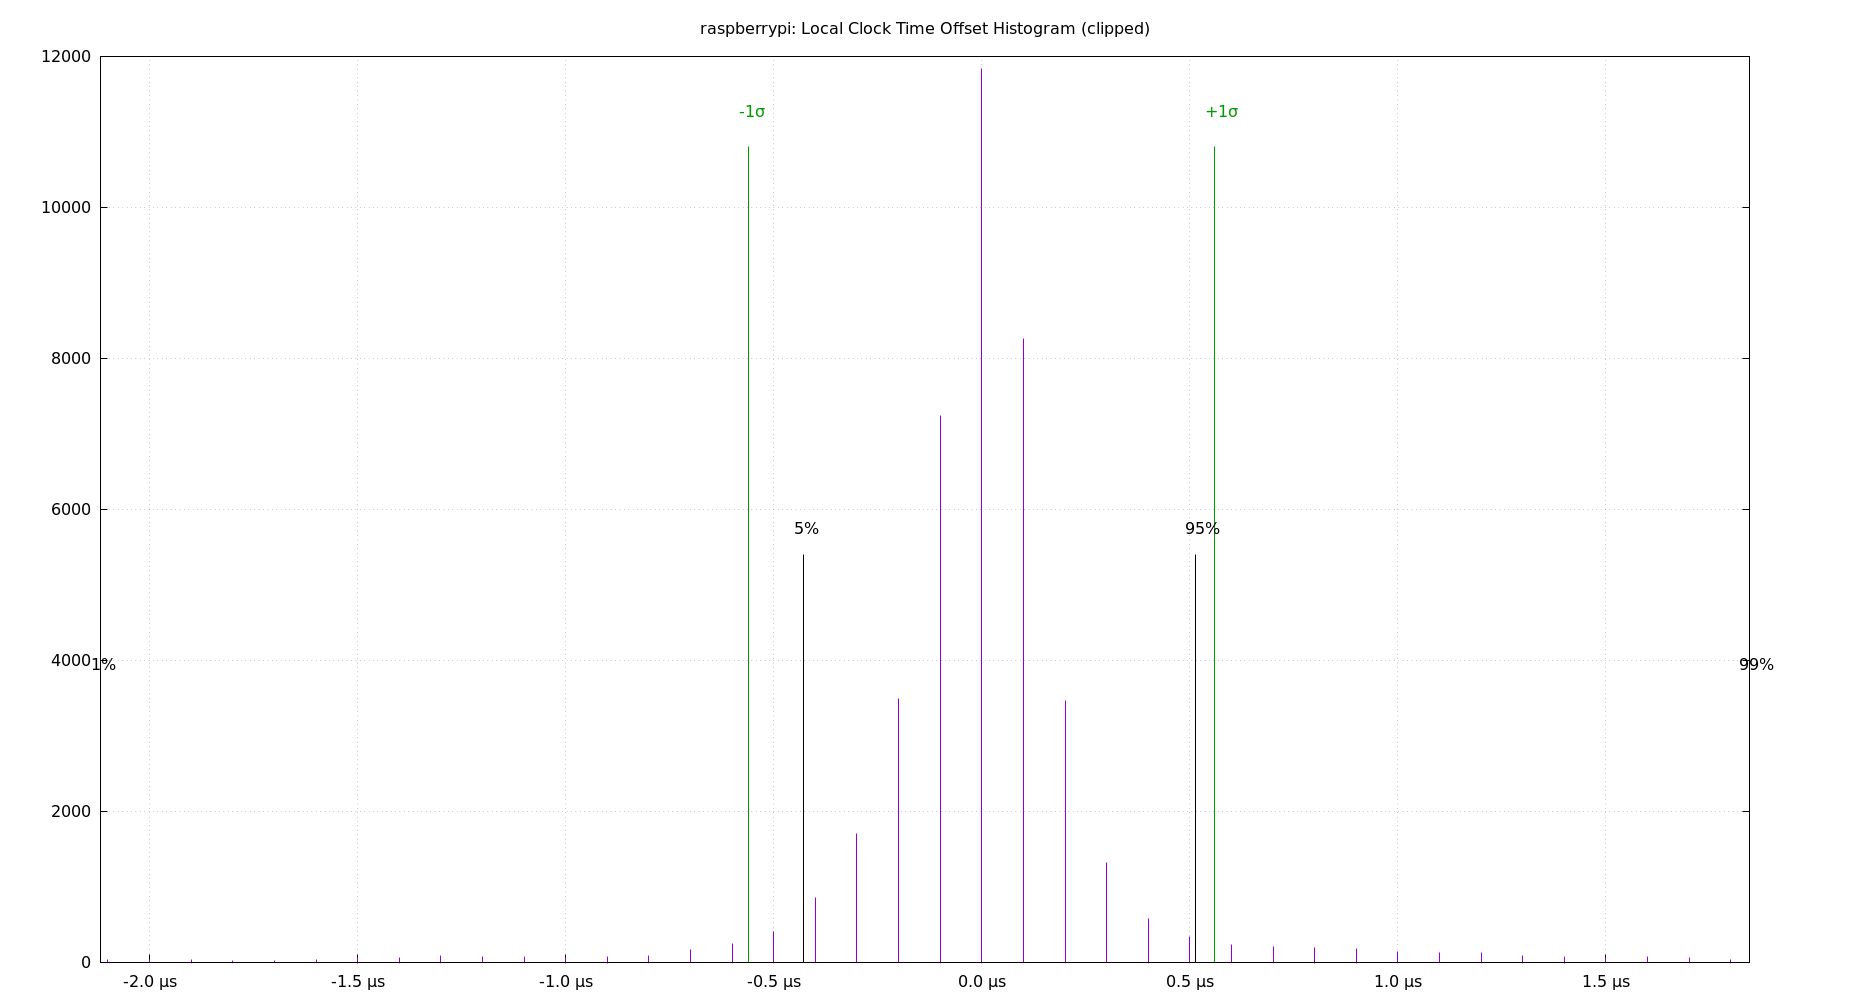 raspberrypi: Local Clock Time Offset Histogram (clipped)
12000
-1σ +1σ
10000
8000
6000
5% 95%
4000 1% 99%
2000
0
-2.0 µs -1.5 µs -1.0 µs -0.5 µs 0.0 µs 0.5 µs 1.0 µs 1.5 µs